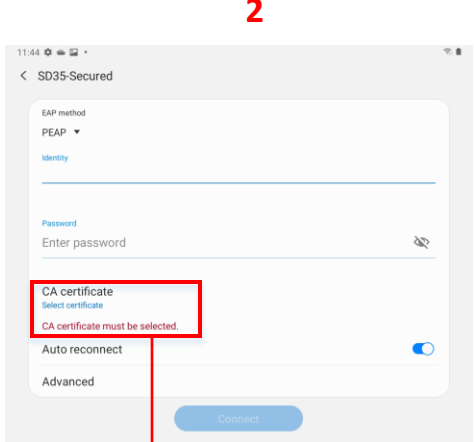 2
11:44
SD35-Secured
EAP method
PEAP
Identity
Password
Enter password
CA certificate
Select certificate
CA certificate must be selected.
Auto reconnect
Advanced
Connect